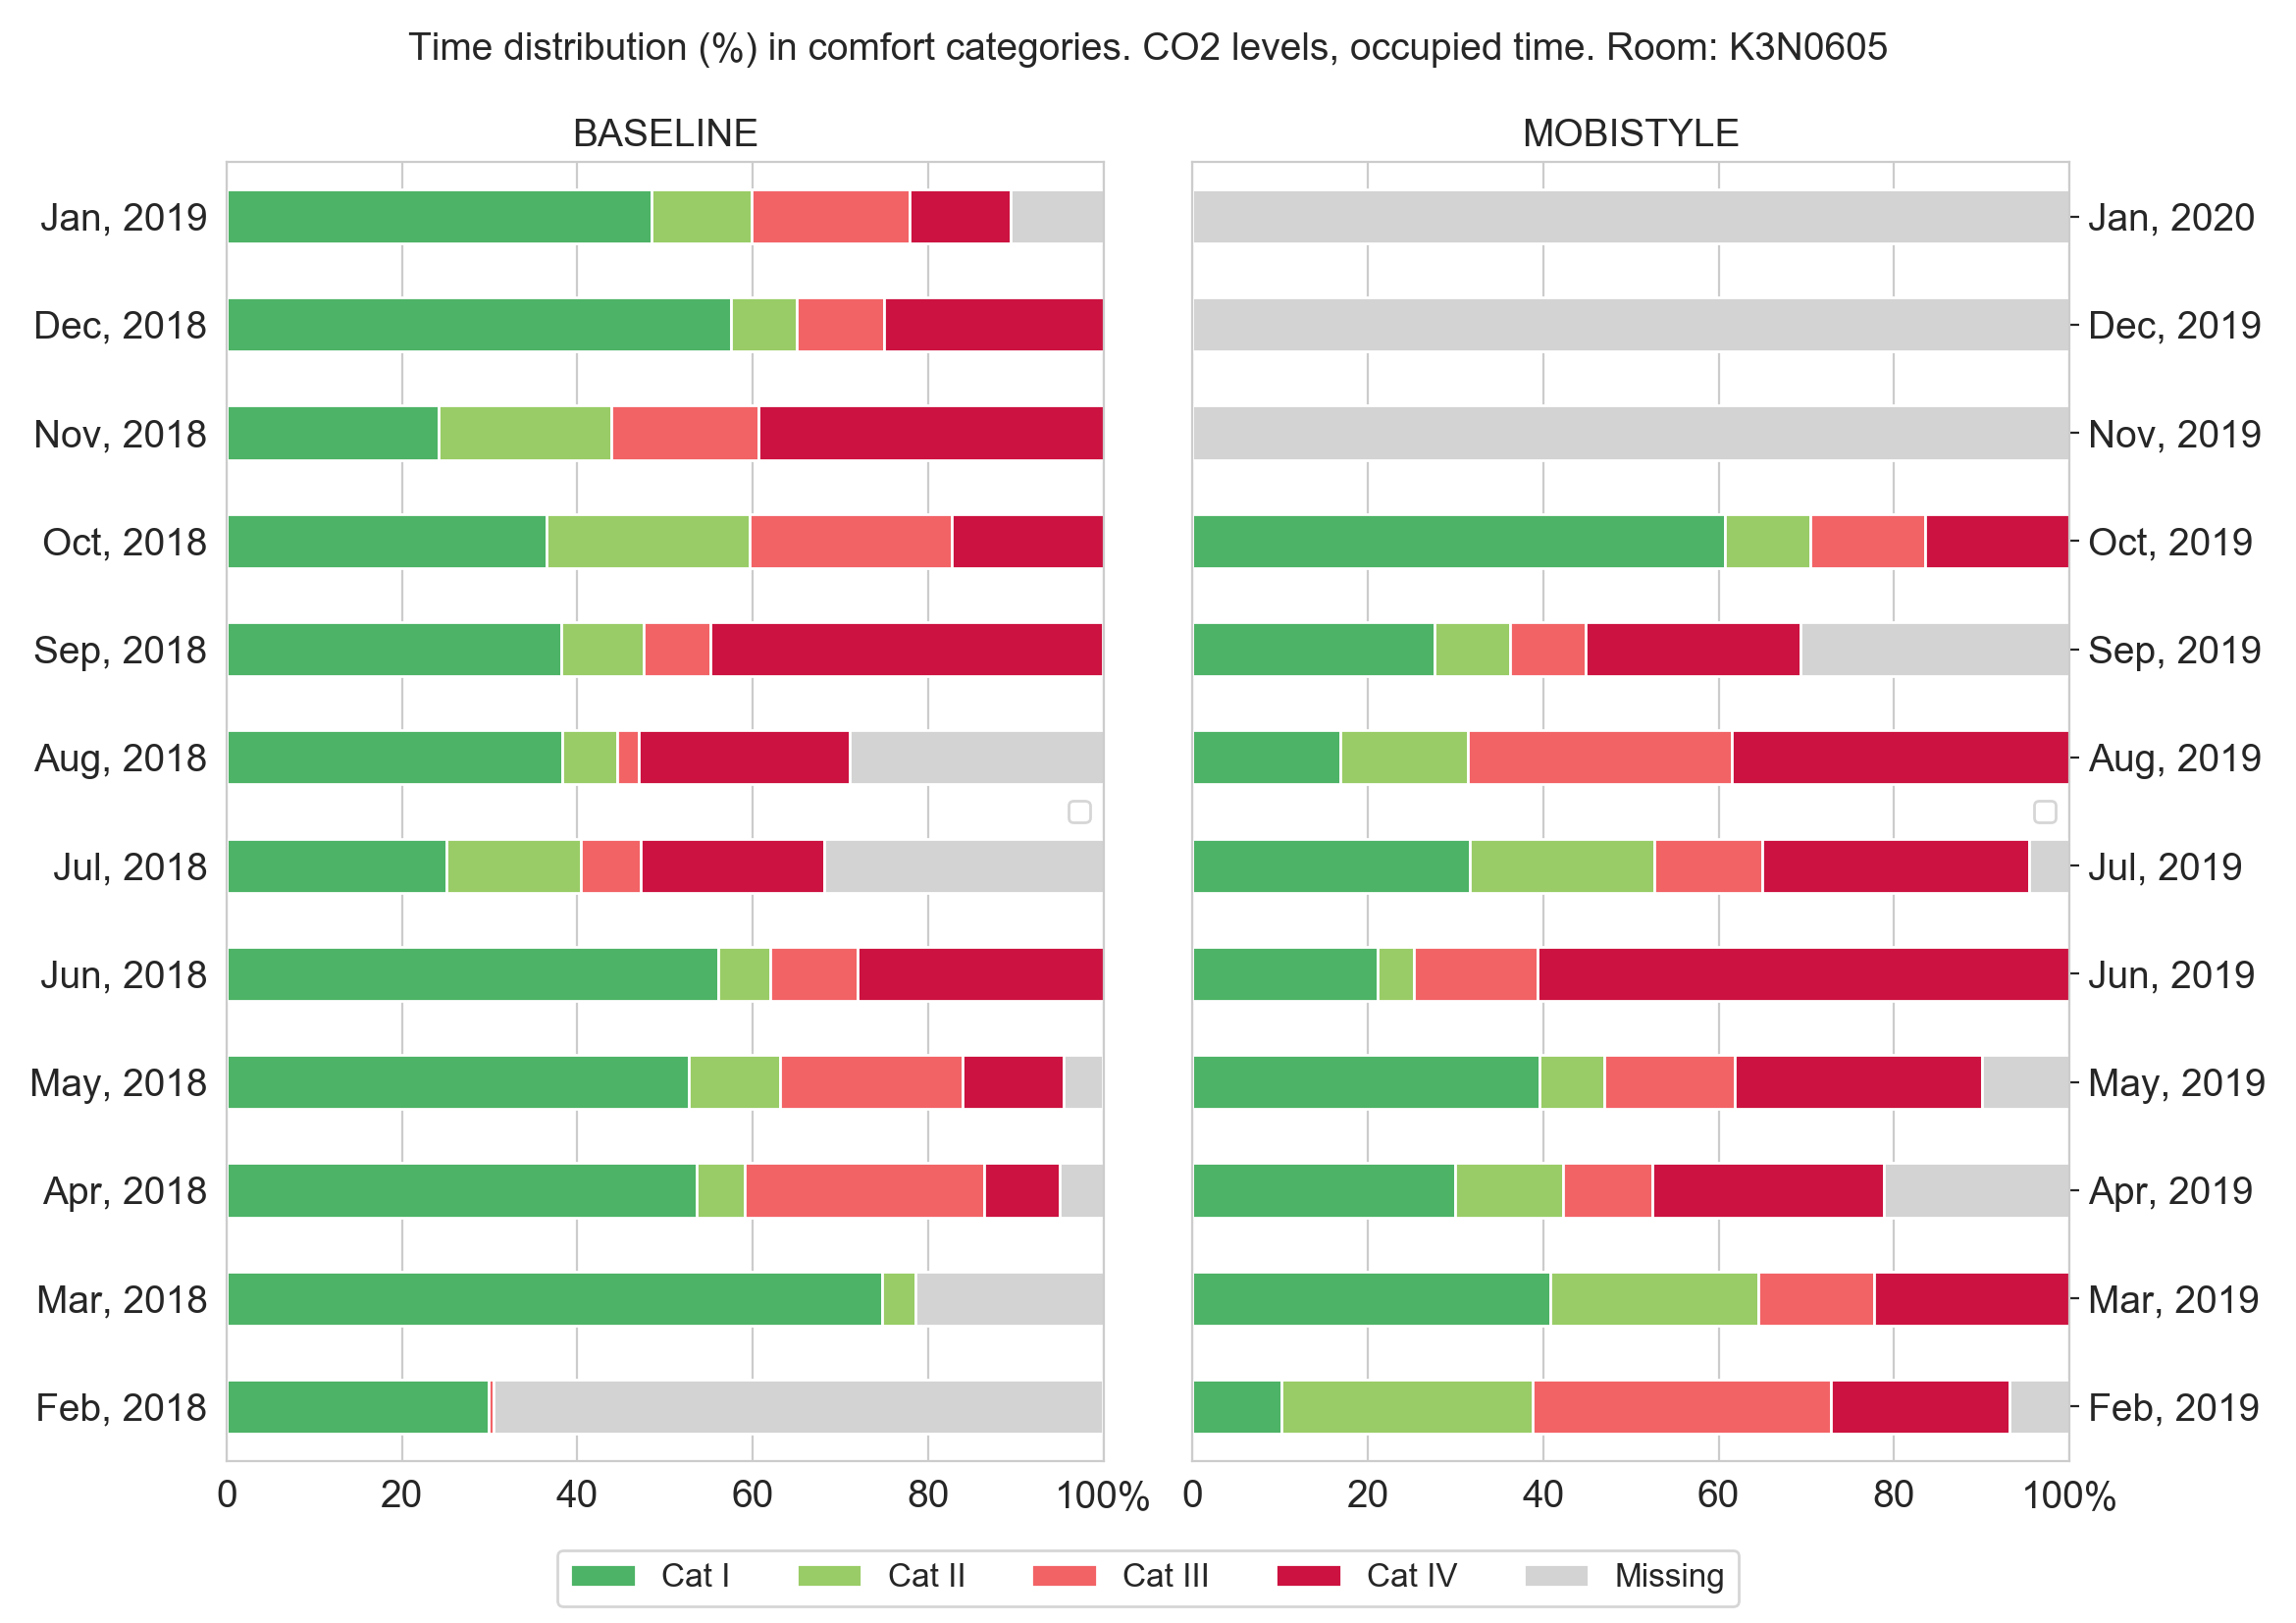 Time distribution (%) in comfort categories. CO2 levels, occupied time. Room: K3N0605
BASELINE
MOBISTYLE
Jan, 2019
Dec, 2018
Nov, 2018
Oct, 2018
Sep, 2018
Aug, 2018
Jul, 2018
Jun, 2018
May, 2018
Apr, 2018
Mar, 2018
Feb, 2018
Jan, 2020
Dec, 2019
Nov, 2019
Oct, 2019
Sep, 2019
Aug, 2019
Jul, 2019
Jun, 2019
May, 2019
Apr, 2019
Mar, 2019
Feb, 2019
0 20 40 60 80 100%
0 20 40 60 80 100%
Cat I Cat II Cat III Cat IV Missing